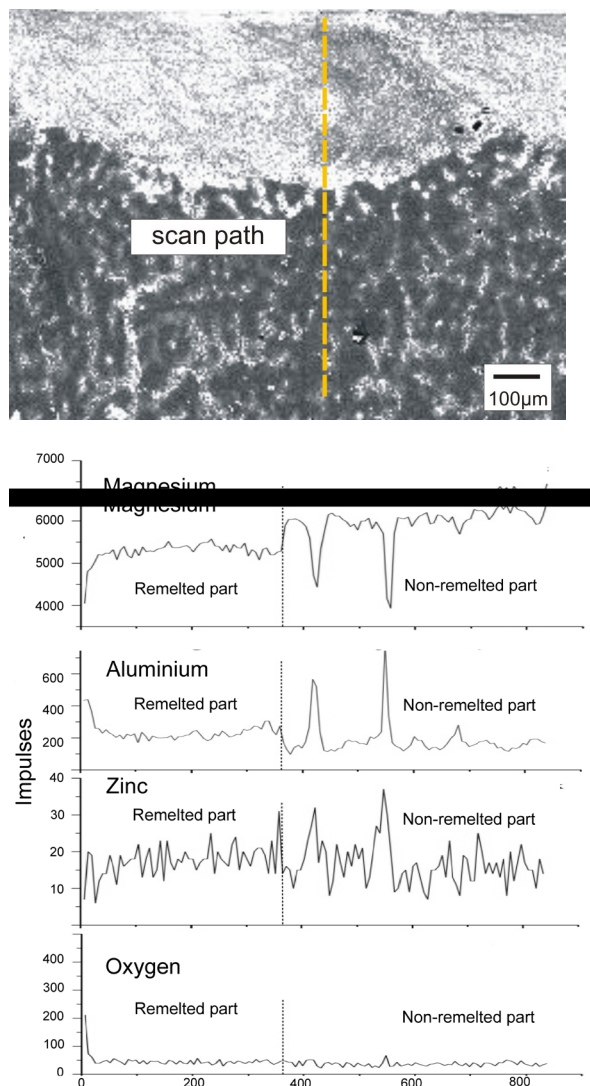 scan path
100µm
7000
Magnesium
Magnesium
6000
5000
4000
Remelted part
Non-remelted part
Aluminium
600
400
200
Remelted part
Non-remelted part
Impulses
40
Zinc
30
20
10
Remelted part
Non-remelted part
Oxygen
400
300
200
100
0
Remelted part
Non-remelted part
0
200
400
600
800